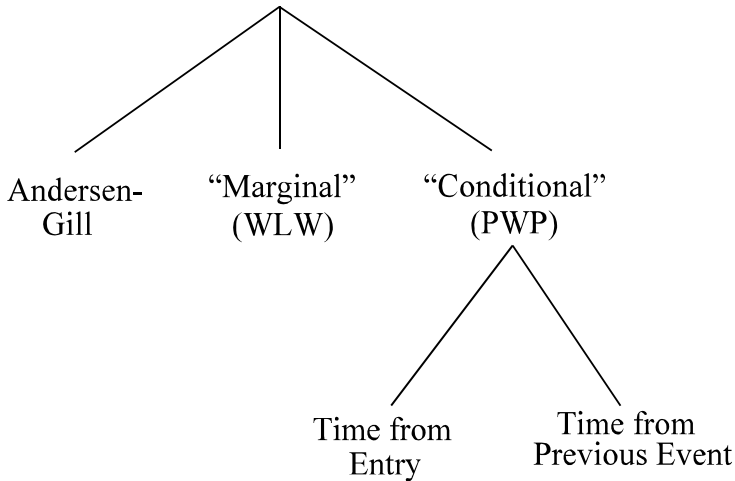 Andersen-
Gill
“Marginal”
(WLW)
“Conditional”
(PWP)
Time from
Entry
Time from
Previous Event